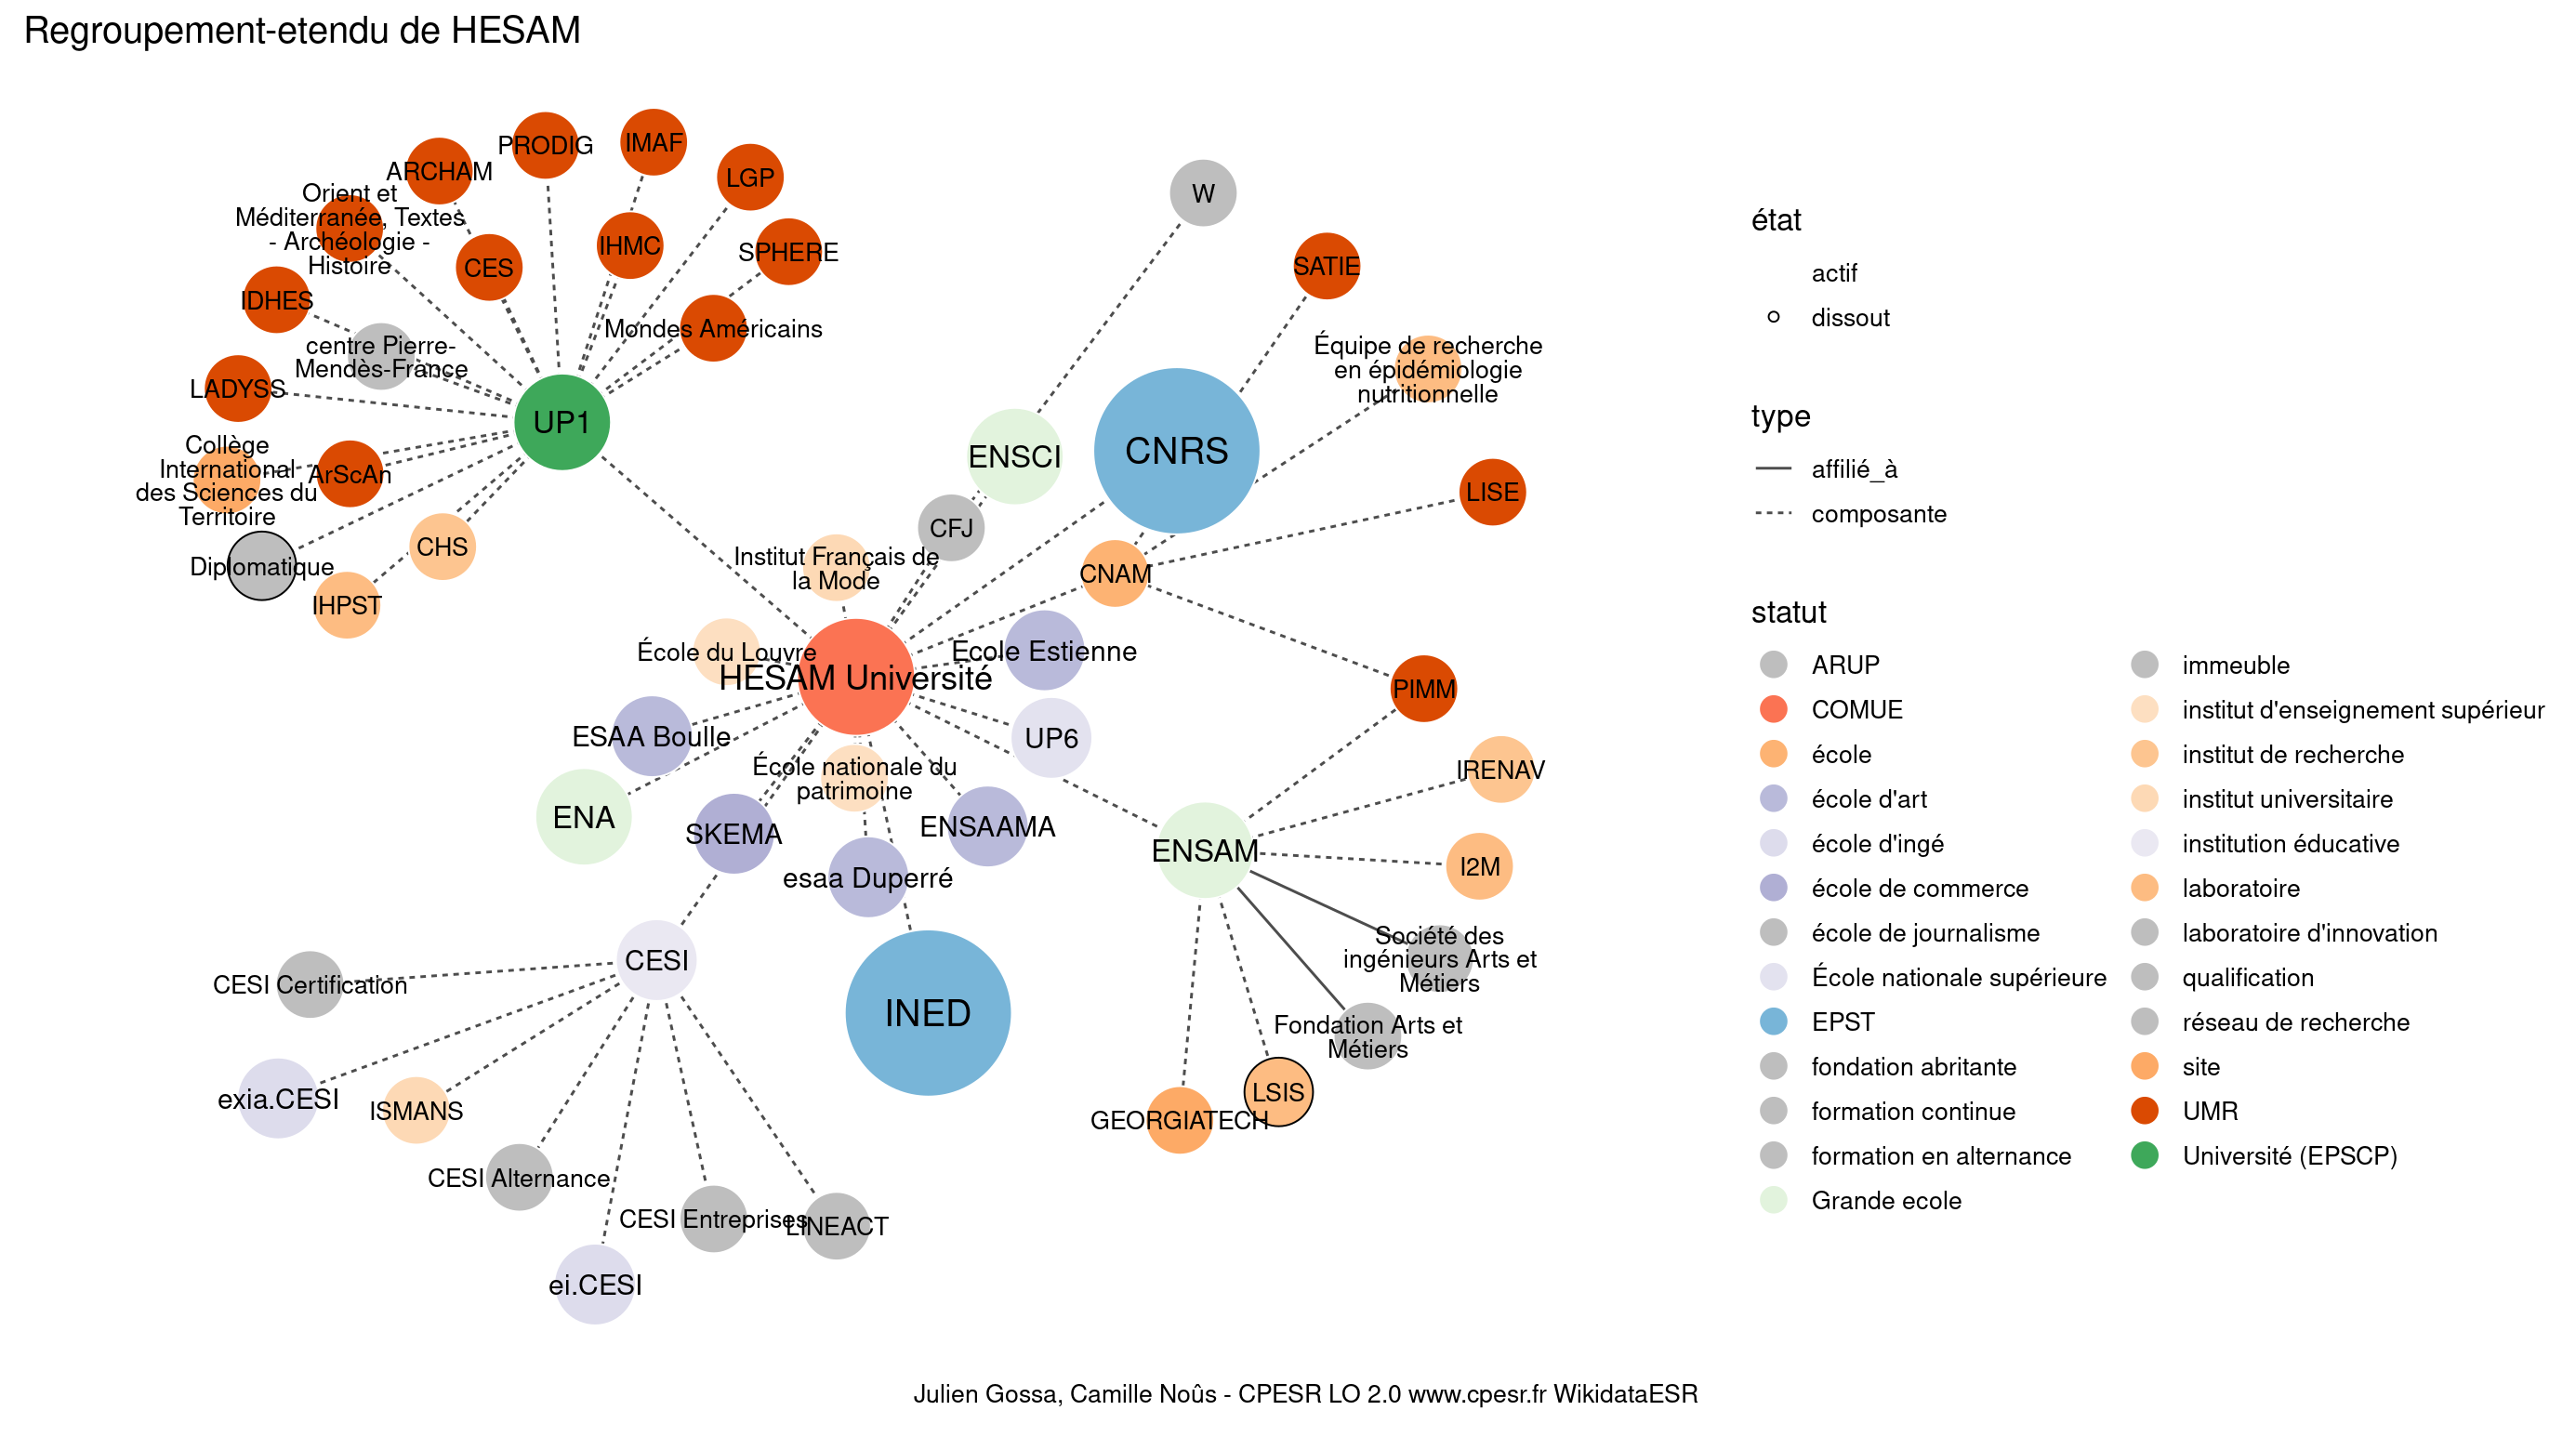 Regroupement-etendu de HESAM
PRODIG
IMAF
ARCHAM
LGP
W
Orient et
Méditerranée, Textes
- Archéologie -
Histoire
IHMC
SPHERE
CES
SATIE
IDHES
Mondes Américains
centre Pierre-
Mendès-France
Équipe de recherche
en épidémiologie
nutritionnelle
LADYSS
UP1
CNRS
ENSCI
Collège
International
des Sciences du
Territoire
ArScAn
LISE
CFJ
CHS
Institut Français de
la Mode
Diplomatique
CNAM
IHPST
École du Louvre
Ecole Estienne
HESAM Université
PIMM
ESAA Boulle
UP6
École nationale du
patrimoine
IRENAV
ENA
SKEMA
ENSAAMA
ENSAM
I2M
esaa Duperré
Société des
ingénieurs Arts et
Métiers
CESI
CESI Certification
INED
Fondation Arts et
Métiers
LSIS
exia.CESI
ISMANS
GEORGIATECH
CESI Alternance
CESI Entreprises
LINEACT
ei.CESI
état
actif
dissout
type
affilié_à
composante
statut
ARUP
COMUE
école
école d'art
école d'ingé
école de commerce
école de journalisme
École nationale supérieure
EPST
fondation abritante
formation continue
formation en alternance
Grande ecole
immeuble
institut d'enseignement supérieur
institut de recherche
institut universitaire
institution éducative
laboratoire
laboratoire d'innovation
qualification
réseau de recherche
site
UMR
Université (EPSCP)
Julien Gossa, Camille Noûs - CPESR LO 2.0 www.cpesr.fr WikidataESR